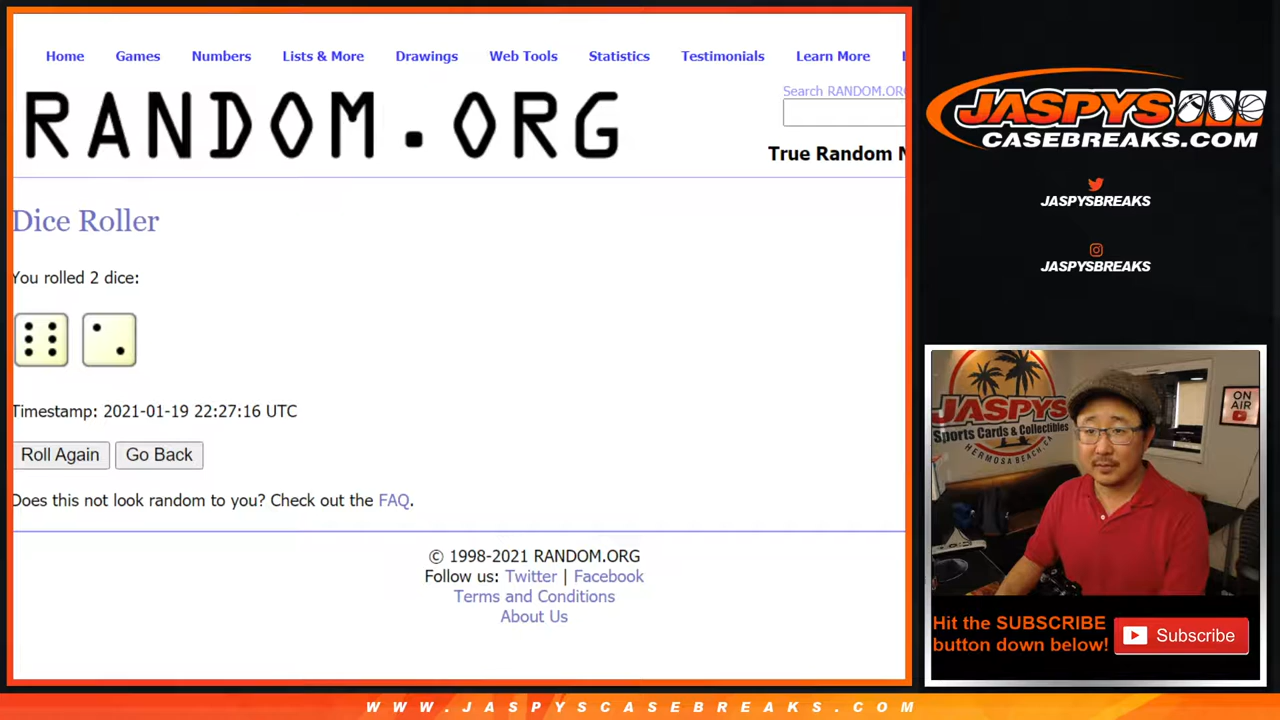 Home Games Numbers Lists & More Drawings Web Tools Statistics Testimonials Learn More
RANDOM.ORG
Search RANDOM.ORG
True Random N
Dice Roller
You rolled 2 dice:
Timestamp: 2021-01-19 22:27:16 UTC
Roll Again Go Back
Does this not look random to you? Check out the FAQ.
© 1998-2021 RANDOM.ORG
Follow us: Twitter | Facebook
Terms and Conditions
About Us
JASPYS
CASEBREAKS.COM
JASPYSBREAKS
JASPYSBREAKS
JASPYS
Sports Cards & Collectibles
HERMOSA BEACH, CA
ON AIR
Hit the SUBSCRIBE
button down below!
Subscribe
WWW.JASPYSCASEBREAKS.COM